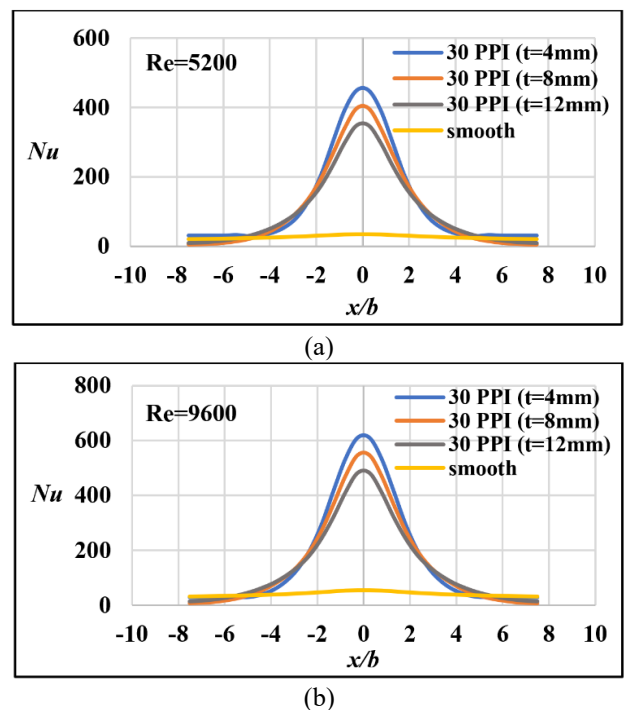 600
Re=5200
30 PPI (t=4mm)
30 PPI (t=8mm)
30 PPI (t=12mm)
smooth
400
Nu
200
0
-10 -8 -6 -4 -2 0 2 4 6 8 10
x/b
(a)
800
Re=9600
30 PPI (t=4mm)
30 PPI (t=8mm)
30 PPI (t=12mm)
smooth
600
Nu
400
200
0
-10 -8 -6 -4 -2 0 2 4 6 8 10
x/b
(b)